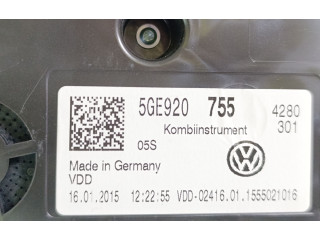 5GE920 755 4280
Kombiinstrument 301
05S
Made in Germany
VDD
16.01.2015 12:22:55 VDD-02416.01.1555021016